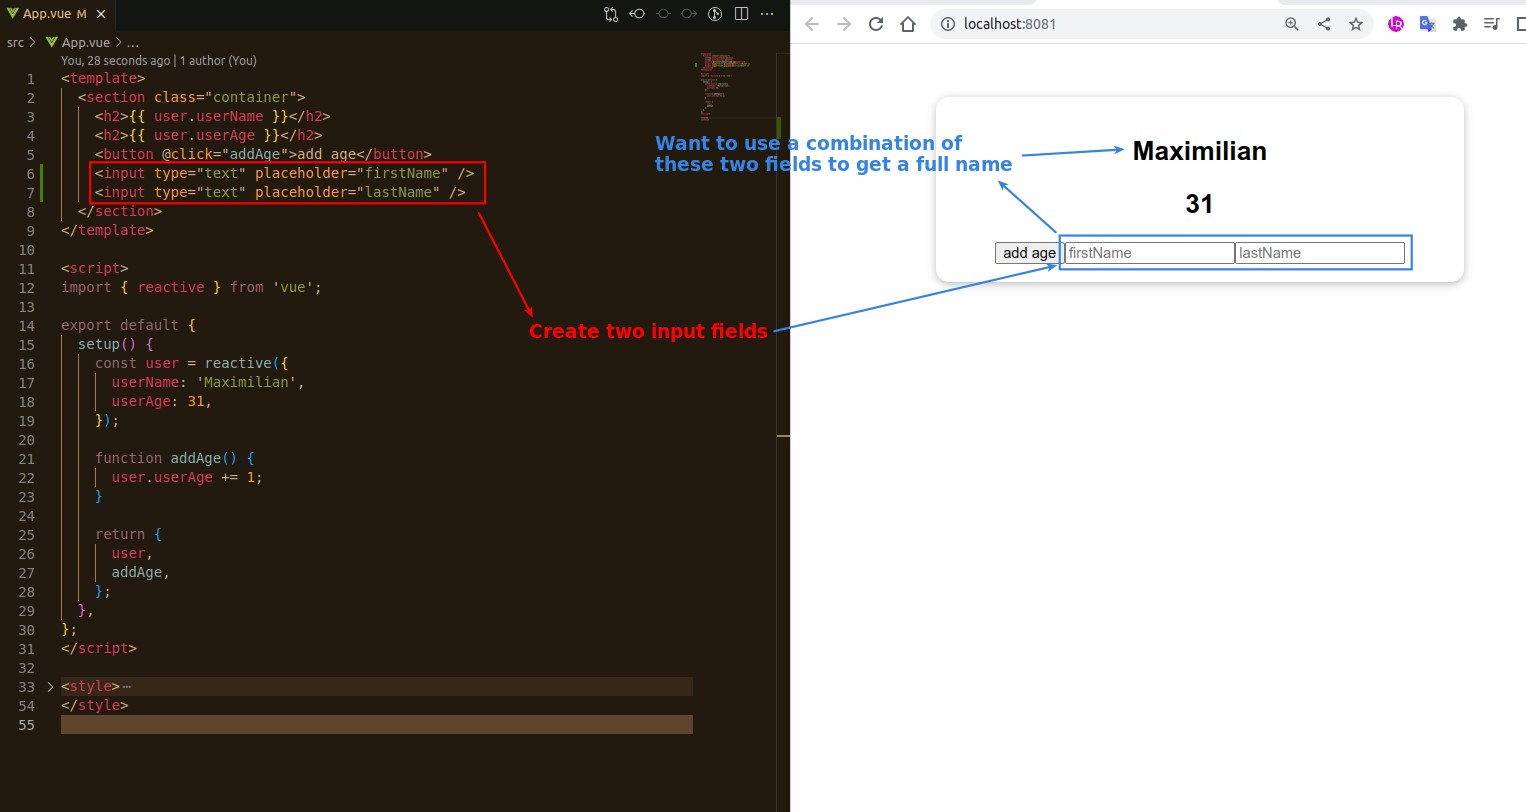 App.vue M
src App.vue ...
You, 28 seconds ago | 1 author (You)
1 <template>
2 <section class="container">
3 <h2>{{ user.userName }}</h2>
4 <h2>{{ user.userAge }}</h2>
5 <button @click="addAge">add age</button>
6 <input type="text" placeholder="firstName" />
7 <input type="text" placeholder="lastName" />
8 </section>
9 </template>
10
11 <script>
12 import { reactive } from 'vue';
13
14 export default {
15 setup() {
16 const user = reactive({
17 userName: 'Maximilian',
18 userAge: 31,
19 });
20
21 function addAge() {
22 user.userAge += 1;
23 }
24
25 return {
26 user,
27 addAge,
28 };
29 },
30 };
31 </script>
32
33 <style>
54 </style>
55
Create two input fields
Want to use a combination of
these two fields to get a full name
localhost:8081
Maximilian
31
add age firstName lastName